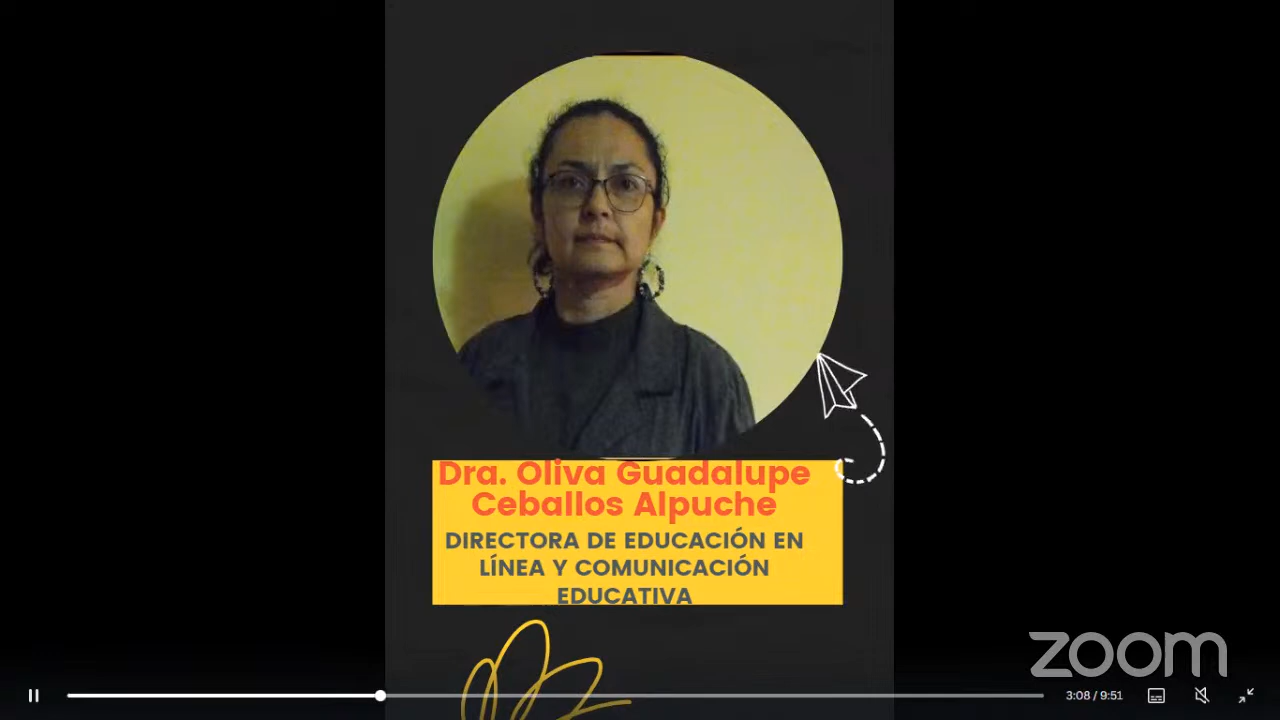 Dra. Oliva Guadalupe
Ceballos Alpuche
DIRECTORA DE EDUCACIÓN EN
LÍNEA Y COMUNICACIÓN
EDUCATIVA
zoom
3:08 / 9:51